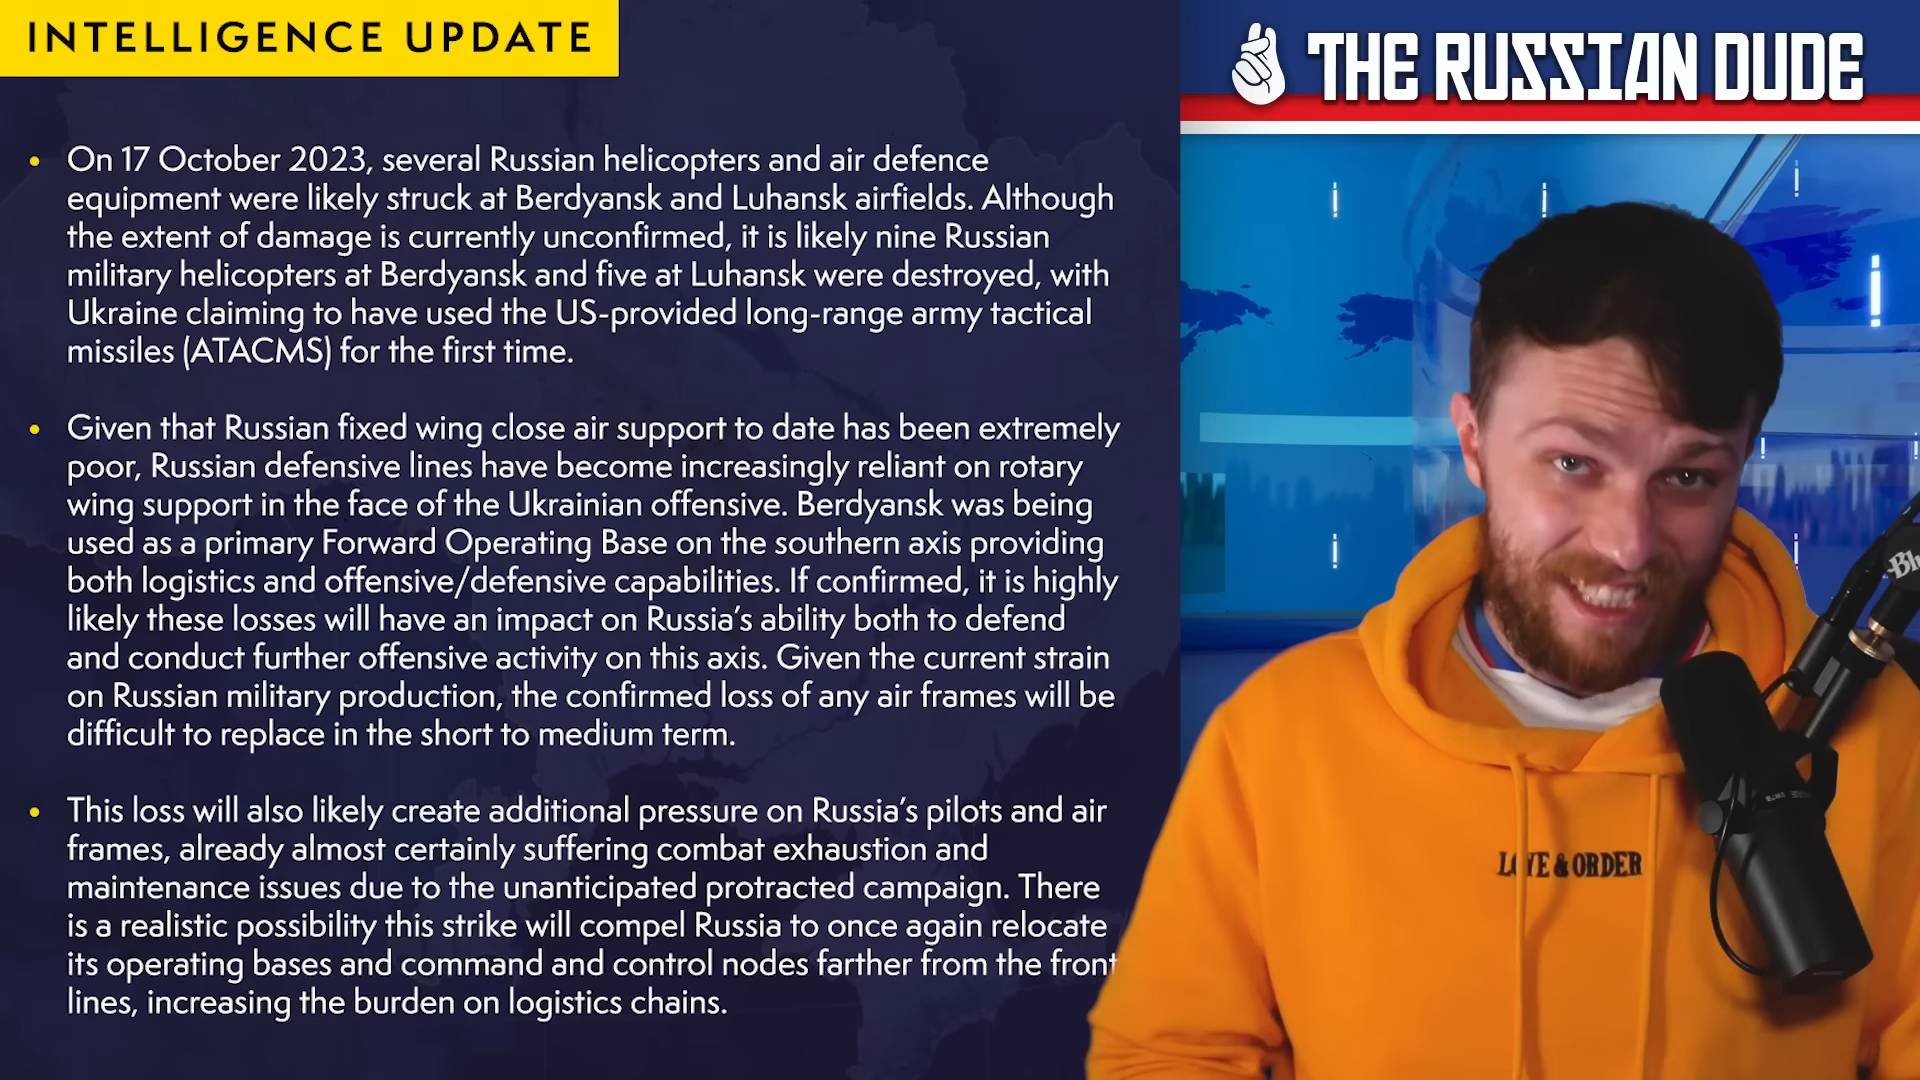 INTELLIGENCE UPDATE
THE RUSSIAN DUDE
• On 17 October 2023, several Russian helicopters and air defence
equipment were likely struck at Berdyansk and Luhansk airfields. Although
the extent of damage is currently unconfirmed, it is likely nine Russian
military helicopters at Berdyansk and five at Luhansk were destroyed, with
Ukraine claiming to have used the US-provided long-range army tactical
missiles (ATACMS) for the first time.
• Given that Russian fixed wing close air support to date has been extremely
poor, Russian defensive lines have become increasingly reliant on rotary
wing support in the face of the Ukrainian offensive. Berdyansk was being
used as a primary Forward Operating Base on the southern axis providing
both logistics and offensive/defensive capabilities. If confirmed, it is highly
likely these losses will have an impact on Russia’s ability both to defend
and conduct further offensive activity on this axis. Given the current strain
on Russian military production, the confirmed loss of any air frames will be
difficult to replace in the short to medium term.
• This loss will also likely create additional pressure on Russia’s pilots and air
frames, already almost certainly suffering combat exhaustion and
maintenance issues due to the unanticipated protracted campaign. There
is a realistic possibility this strike will compel Russia to once again relocate
its operating bases and command and control nodes farther from the front
lines, increasing the burden on logistics chains.
LOVE & ORDER